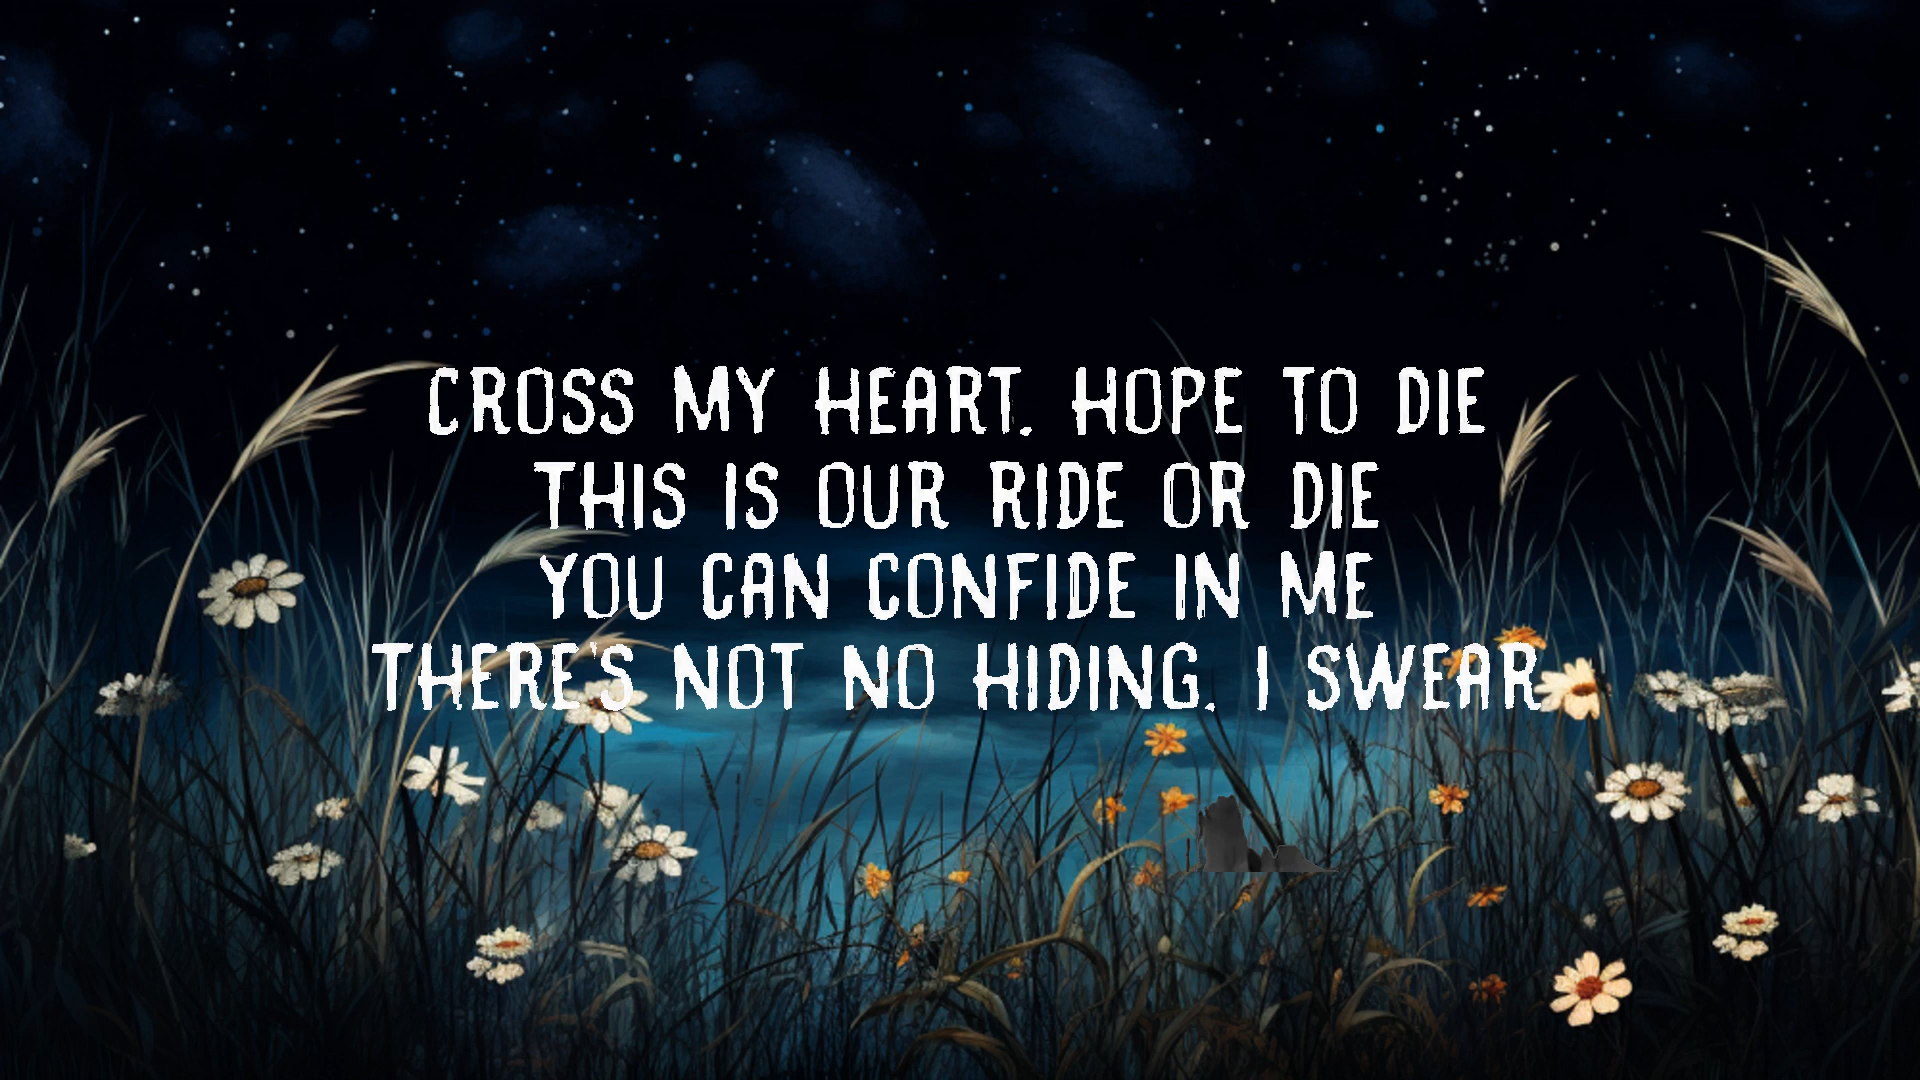 CROSS MY HEART. HOPE TO DIE
THIS IS OUR RIDE OR DIE
YOU CAN CONFIDE IN ME
THERE'S NOT NO HIDING. I SWEAR